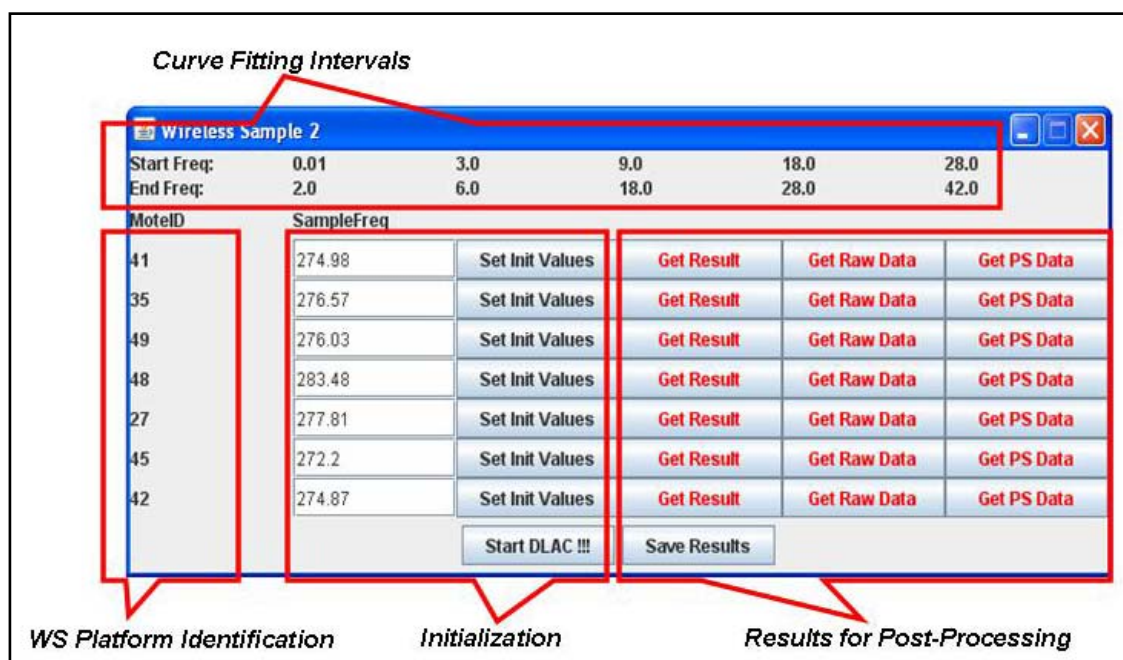 Curve Fitting Intervals
Wireless Sample 2
Start Freq: 0.01 3.0 9.0 18.0 28.0
End Freq: 2.0 6.0 18.0 28.0 42.0
MoteID SampleFreq
41 274.98 Set Init Values Get Result Get Raw Data Get PS Data
35 276.57 Set Init Values Get Result Get Raw Data Get PS Data
49 276.03 Set Init Values Get Result Get Raw Data Get PS Data
48 283.48 Set Init Values Get Result Get Raw Data Get PS Data
27 277.81 Set Init Values Get Result Get Raw Data Get PS Data
45 272.2 Set Init Values Get Result Get Raw Data Get PS Data
42 274.87 Set Init Values Get Result Get Raw Data Get PS Data
Start DLAC !!! Save Results
WS Platform Identification Initialization Results for Post-Processing